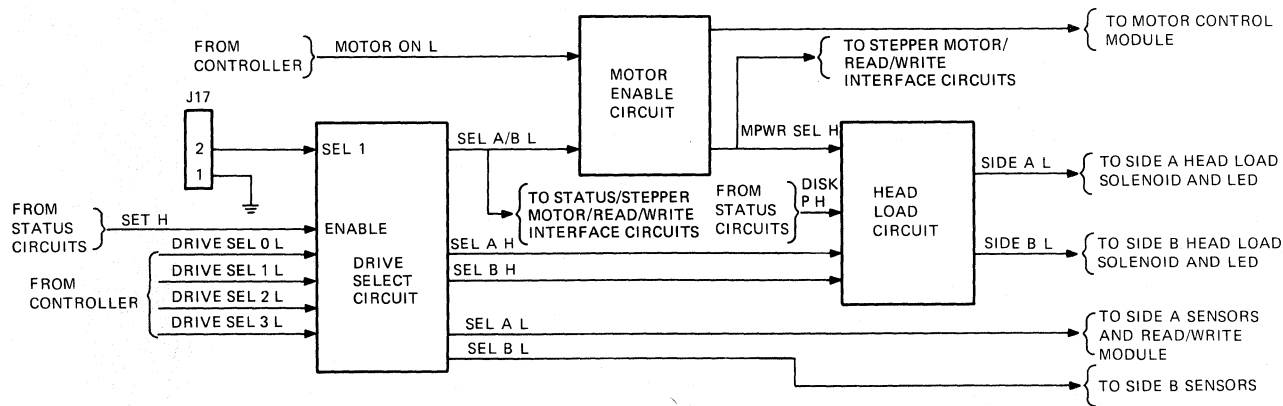 TO MOTOR CONTROL
MODULE
FROM
CONTROLLER
MOTOR ON L
TO STEPPER MOTOR/
READ/WRITE
INTERFACE CIRCUITS
MOTOR
ENABLE
CIRCUIT
J17
2
1
SEL 1
SEL A/B L
MPWR SEL H
SIDE A L
TO SIDE A HEAD LOAD
SOLENOID AND LED
TO STATUS/STEPPER
MOTOR/READ/WRITE
INTERFACE CIRCUITS
FROM
STATUS
CIRCUITS
DISK
P H
HEAD
LOAD
CIRCUIT
FROM
STATUS
CIRCUITS
SET H
ENABLE
DRIVE
SELECT
CIRCUIT
SEL A H
SEL B H
SIDE B L
TO SIDE B HEAD LOAD
SOLENOID AND LED
FROM
CONTROLLER
DRIVE SEL 0 L
DRIVE SEL 1 L
DRIVE SEL 2 L
DRIVE SEL 3 L
SEL A L
SEL B L
TO SIDE A SENSORS
AND READ/WRITE
MODULE
TO SIDE B SENSORS